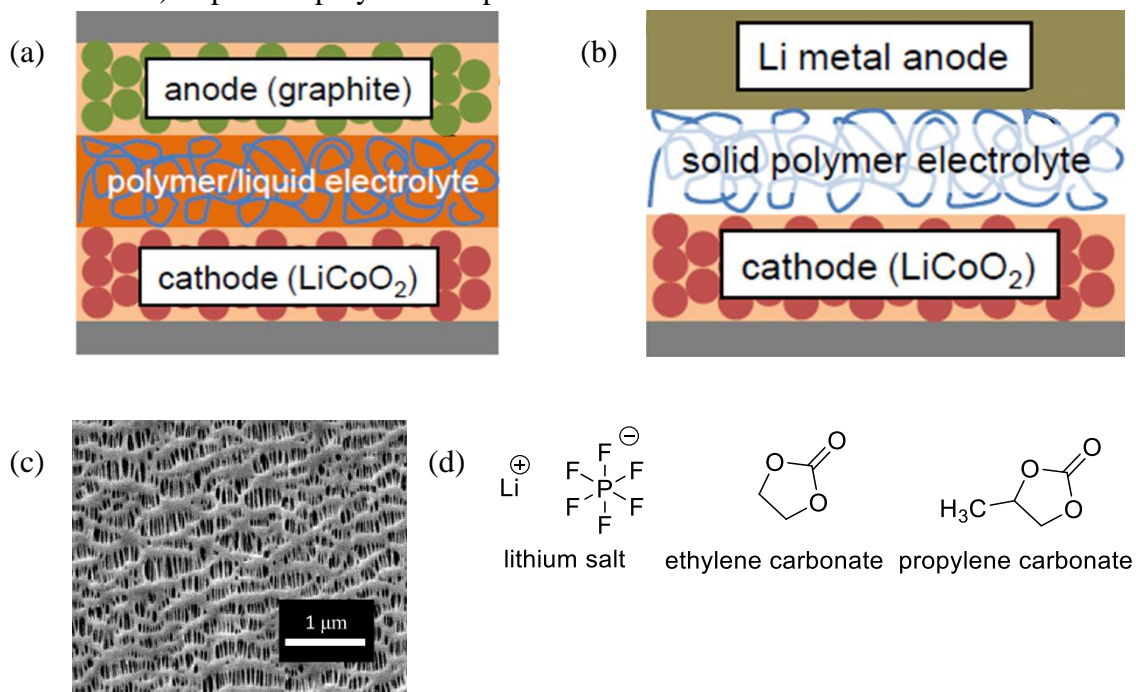 (a)
anode (graphite)
polymer/liquid electrolyte
cathode (LiCoO₂)
(b)
Li metal anode
solid polymer electrolyte
cathode (LiCoO₂)
(c)
1 μm
(d)
Li ⊕
F F F P F F F ⊖
lithium salt
O O O
ethylene carbonate
H₃C O O O
propylene carbonate